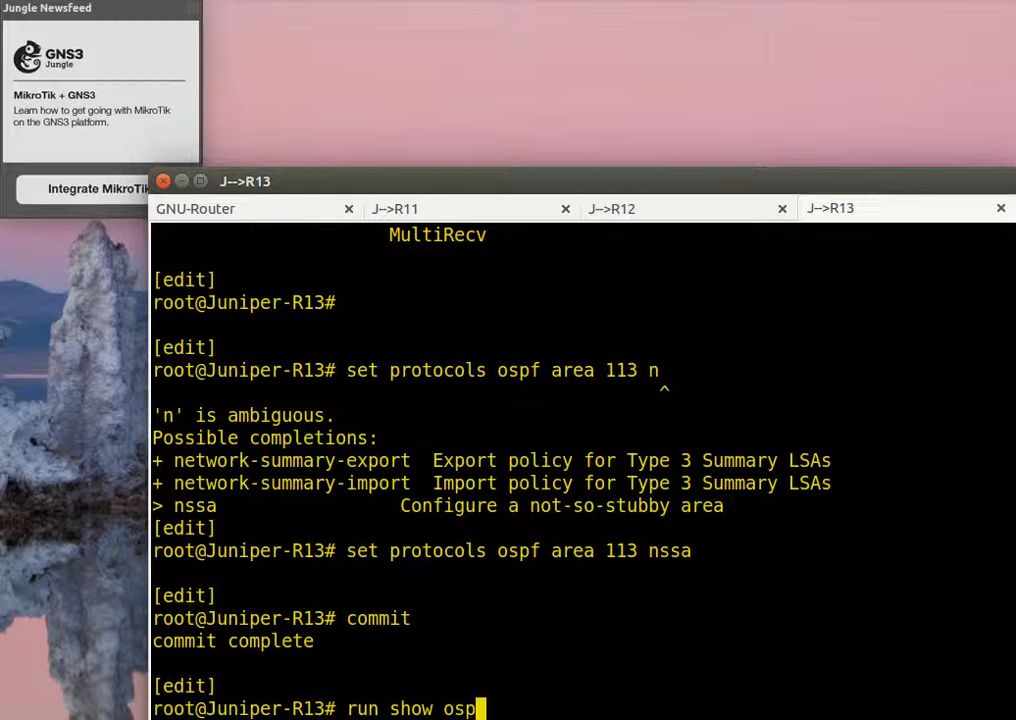 Jungle Newsfeed
GNS3
Jungle
MikroTik + GNS3
Learn how to get going with MikroTik
on the GNS3 platform.
Integrate MikroTik
J-->R13
GNU-Router
J-->R11
J-->R12
J-->R13
MultiRecv
[edit]
root@Juniper-R13#
[edit]
root@Juniper-R13# set protocols ospf area 113 n
^
'n' is ambiguous.
Possible completions:
+ network-summary-export  Export policy for Type 3 Summary LSAs
+ network-summary-import  Import policy for Type 3 Summary LSAs
> nssa                 Configure a not-so-stubby area
[edit]
root@Juniper-R13# set protocols ospf area 113 nssa
[edit]
root@Juniper-R13# commit
commit complete
[edit]
root@Juniper-R13# run show osp